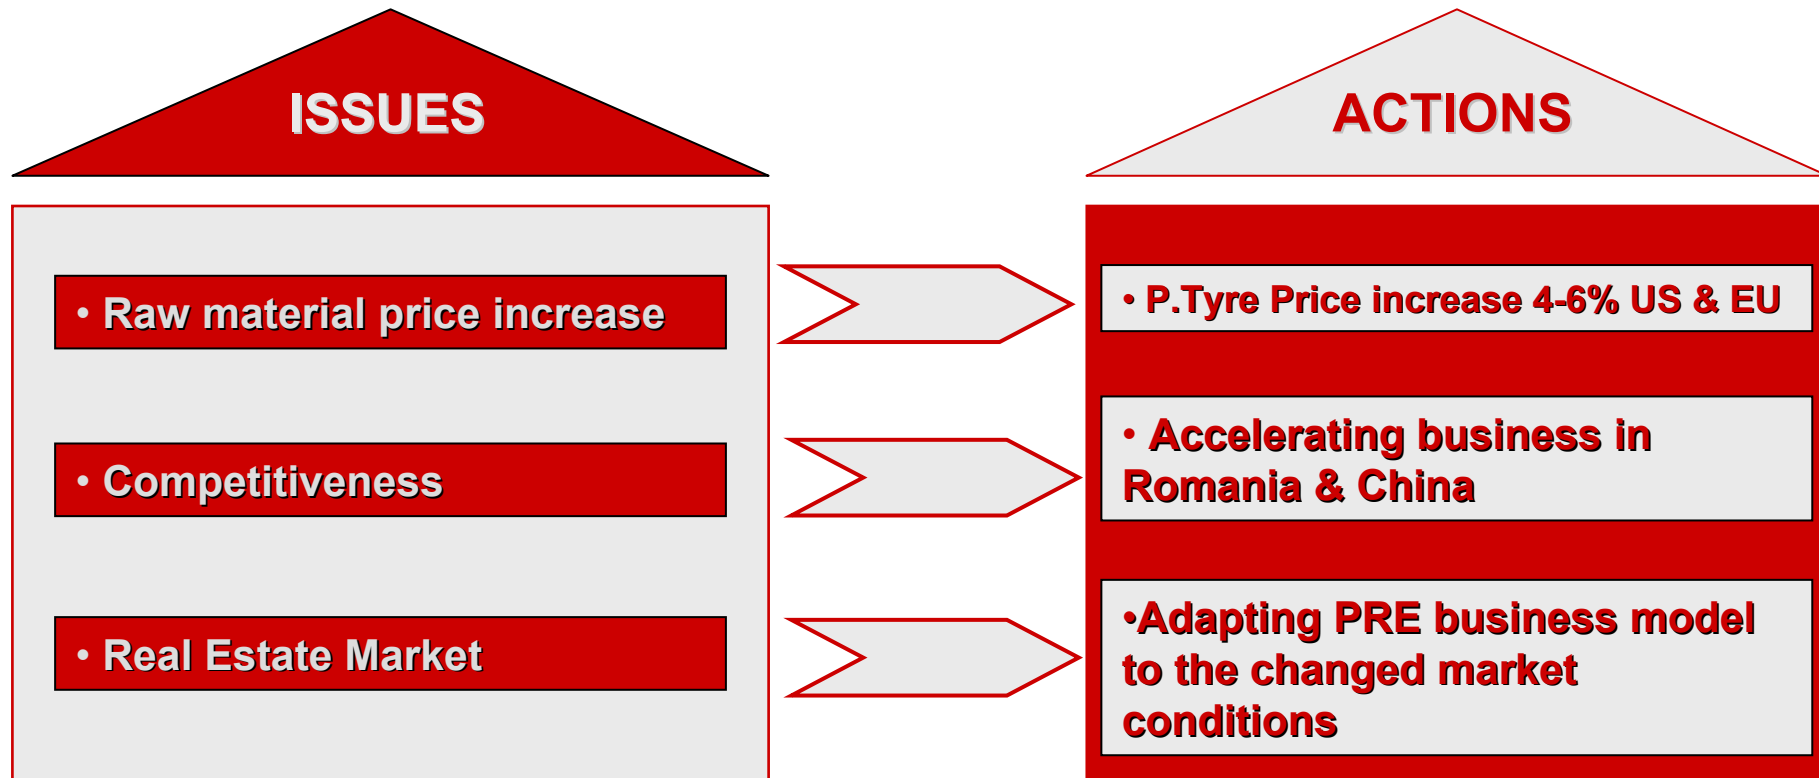 ISSUES
• Raw material price increase
• Competitiveness
• Real Estate Market
ACTIONS
• P.Tyre Price increase 4-6% US & EU
• Accelerating business in
Romania & China
•Adapting PRE business model
to the changed market
conditions